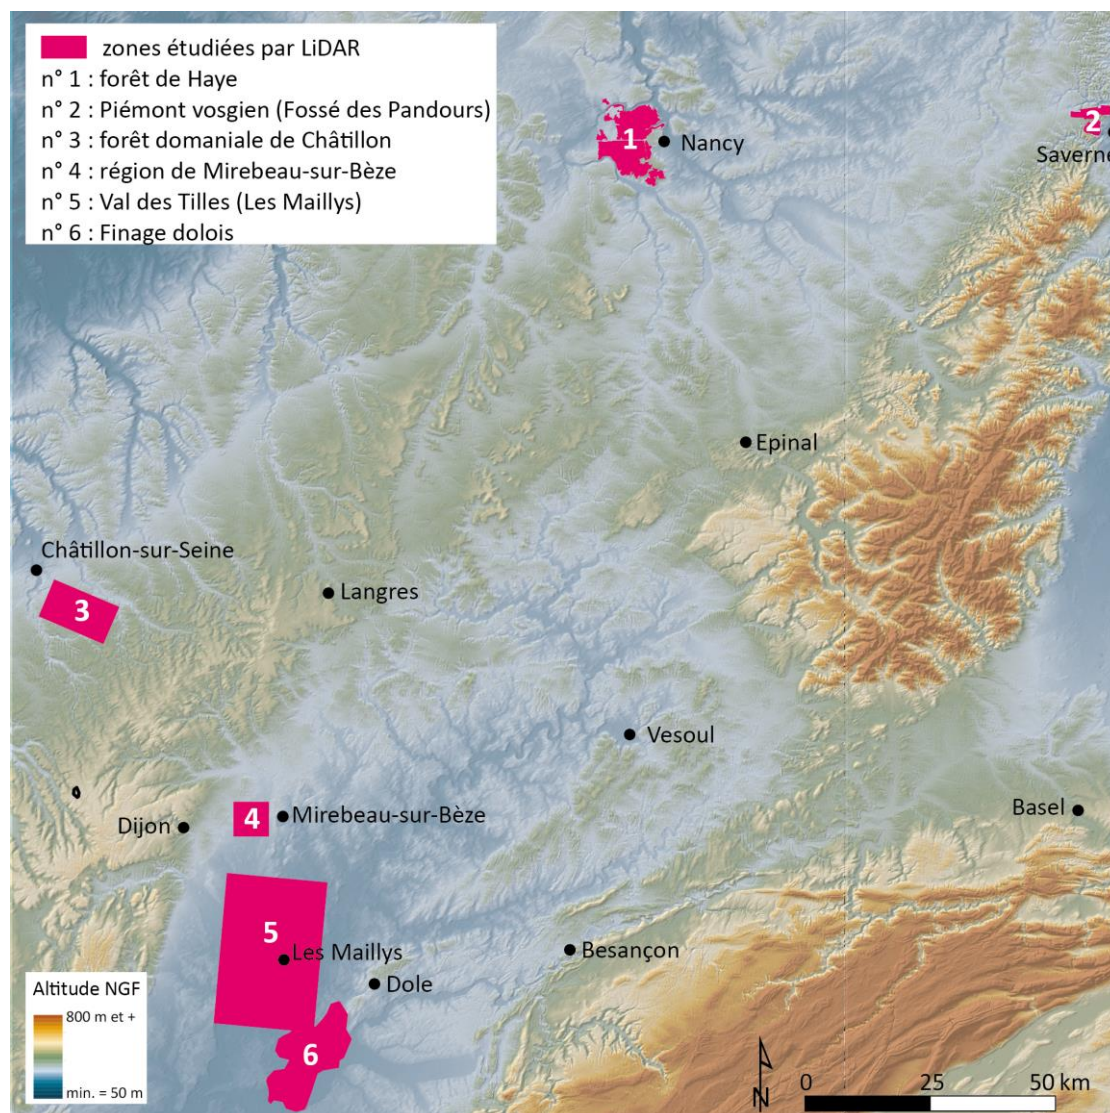 zones étudiées par LiDAR
n° 1 : forêt de Haye
n° 2 : Piémont vosgien (Fossé des Pandours)
n° 3 : forêt domaniale de Châtillon
n° 4 : région de Mirebeau-sur-Bèze
n° 5 : Val des Tilles (Les Maillys)
n° 6 : Finage dolois
1
Nancy
2
Saverne
Epinal
Châtillon-sur-Seine
3
Langres
Vesoul
Dijon
4
Mirebeau-sur-Bèze
Basel
5
Les Maillys
Besançon
Dole
6
Altitude NGF
800 m et +
min. = 50 m
N
0 25 50 km